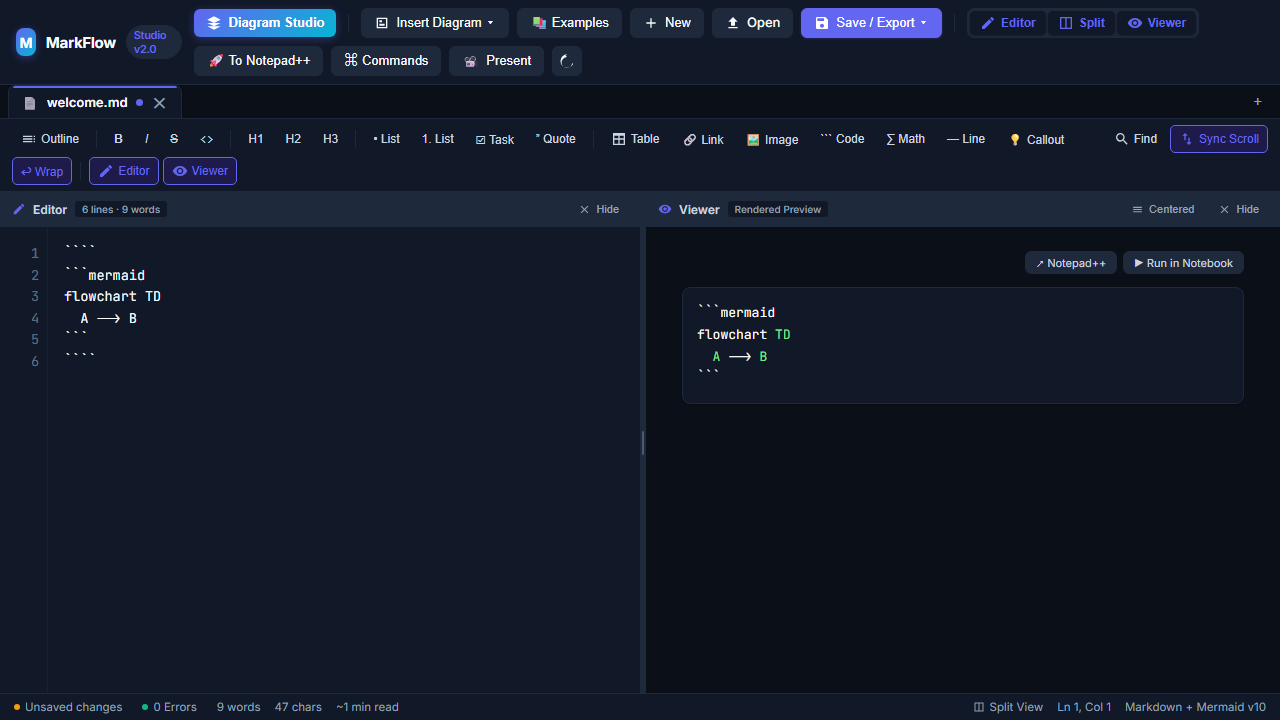 M MarkFlow Studio v2.0
Diagram Studio Insert Diagram ▾ Examples + New Open Save / Export ▾ Editor Split Viewer
🚀 To Notepad++ ⌘ Commands Present
welcome.md ✕ +
Outline B I S <> H1 H2 H3 • List 1. List ☑ Task " Quote Table Link Image ``` Code ∑ Math — Line 💡 Callout Find Sync Scroll
↩ Wrap Editor Viewer
Editor 6 lines · 9 words ✕ Hide
1 ````
2 ```mermaid
3 flowchart TD
4   A --> B
5 ```
6 ````
Viewer Rendered Preview Centered ✕ Hide
↗ Notepad++ ▶ Run in Notebook
```mermaid
flowchart TD
  A --> B
```
Unsaved changes 0 Errors 9 words 47 chars ~1 min read Split View Ln 1, Col 1 Markdown + Mermaid v10